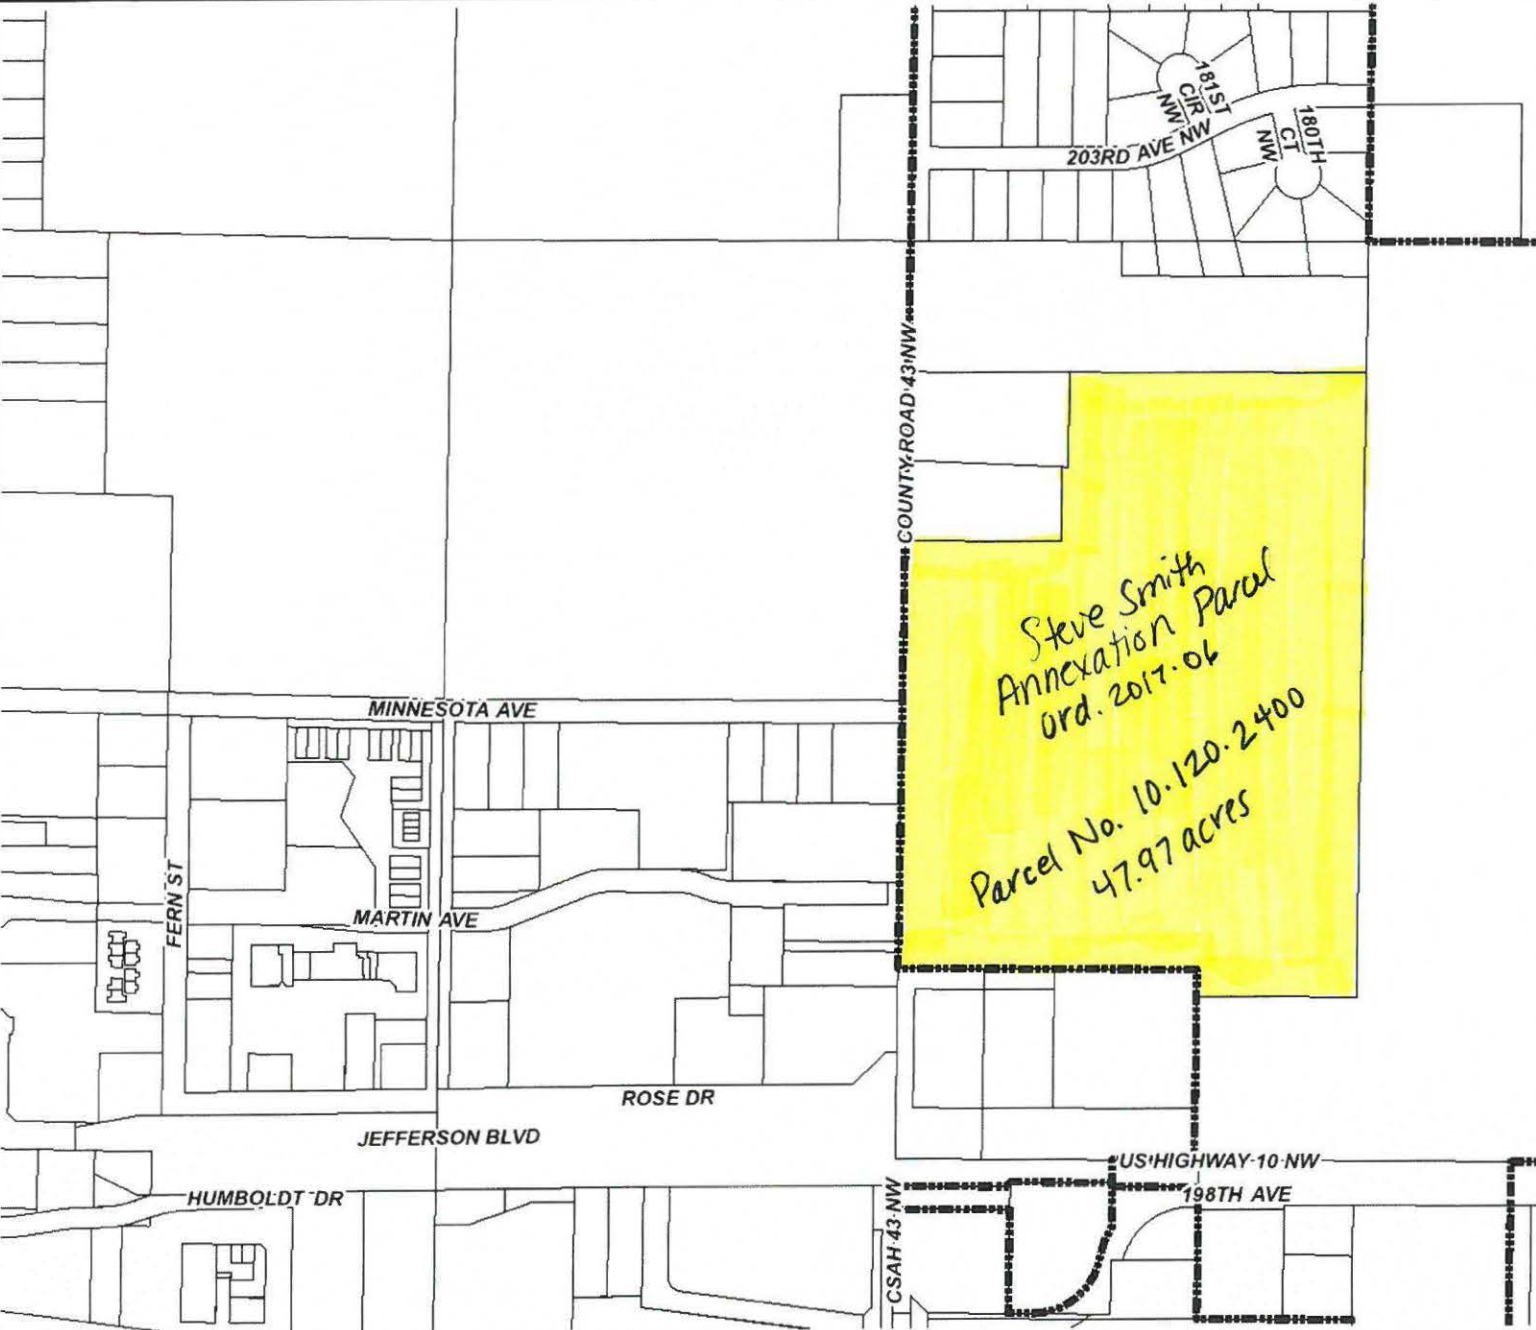 181ST
CIR
NW
203RD AVE NW
180TH
CT
NW
COUNTY ROAD 43 NW
Steve Smith
Annexation Parcel
ord. 2017.06
Parcel No. 10.120.2400
47.97 acres
MINNESOTA AVE
FERN ST
MARTIN AVE
ROSE DR
JEFFERSON BLVD
US HIGHWAY 10 NW
HUMBOLDT DR
198TH AVE
CSAH 43 NW